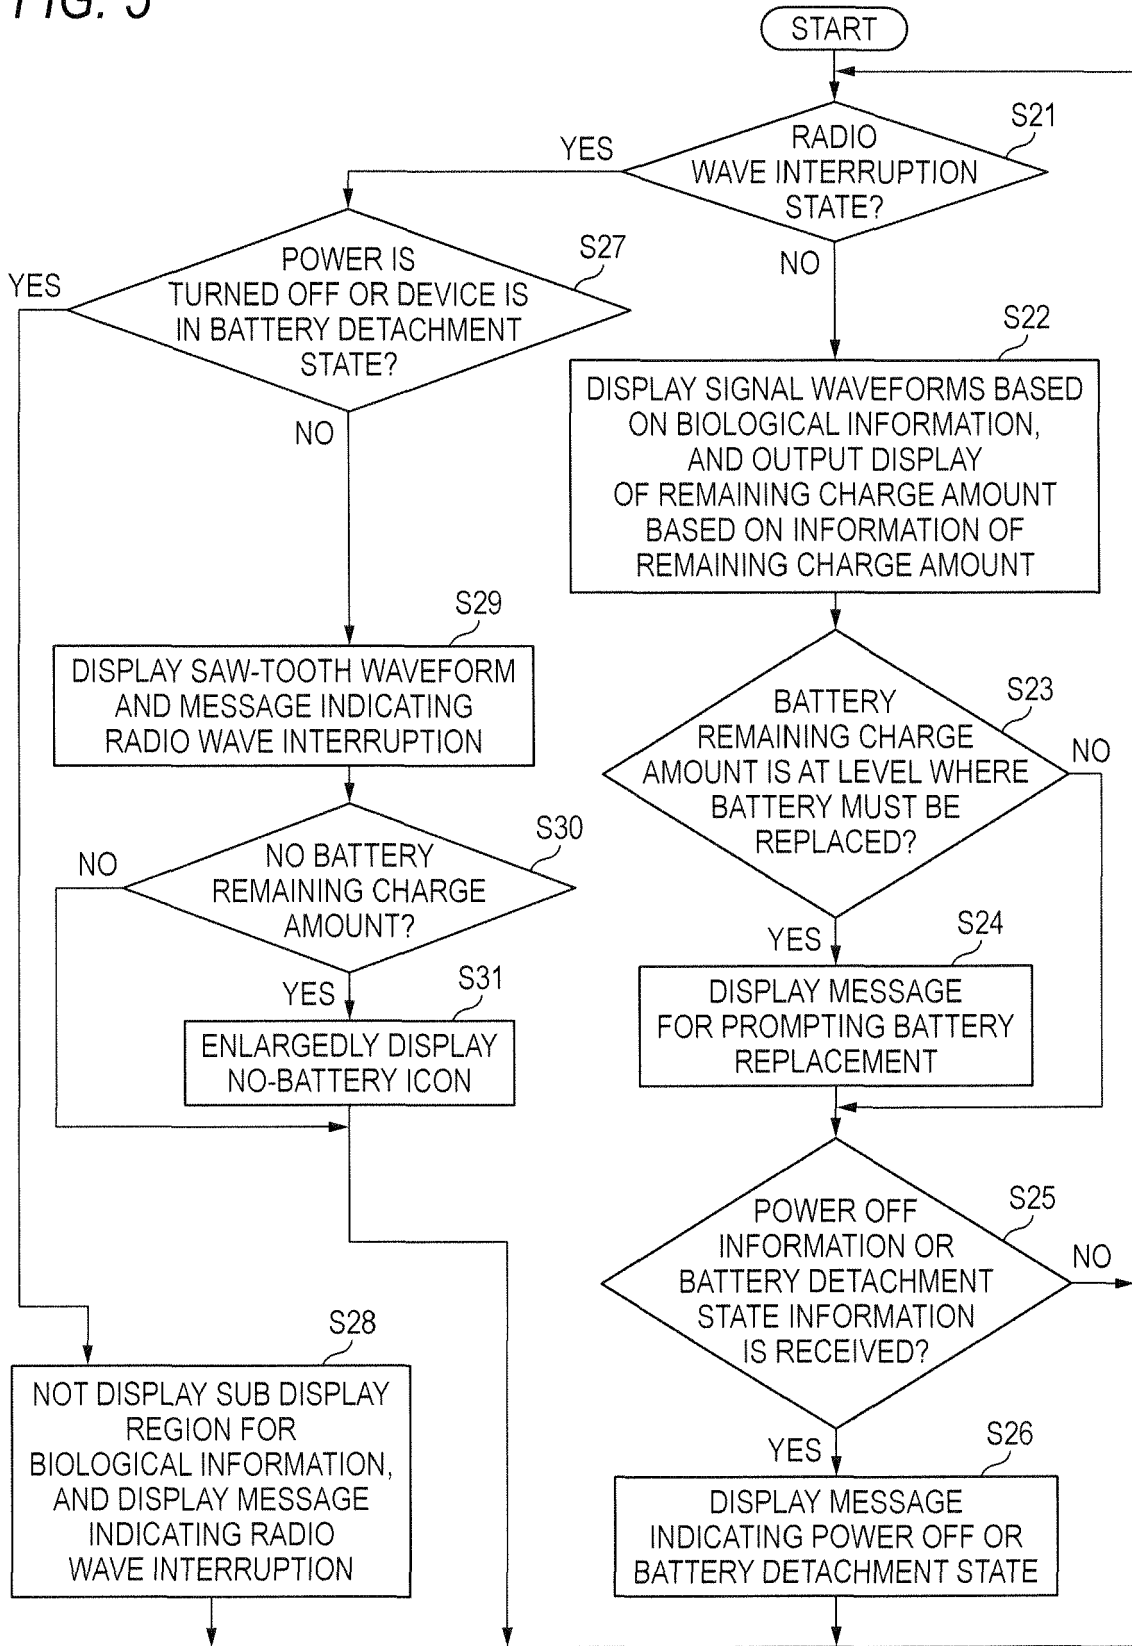 FIG. 5
START
S21
RADIO
WAVE INTERRUPTION
STATE?
YES
NO
S27
POWER IS
TURNED OFF OR DEVICE IS
IN BATTERY DETACHMENT
STATE?
YES
NO
S22
DISPLAY SIGNAL WAVEFORMS BASED
ON BIOLOGICAL INFORMATION,
AND OUTPUT DISPLAY
OF REMAINING CHARGE AMOUNT
BASED ON INFORMATION OF
REMAINING CHARGE AMOUNT
S29
DISPLAY SAW-TOOTH WAVEFORM
AND MESSAGE INDICATING
RADIO WAVE INTERRUPTION
S23
BATTERY
REMAINING CHARGE
AMOUNT IS AT LEVEL WHERE
BATTERY MUST BE
REPLACED?
NO
YES
S30
NO BATTERY
REMAINING CHARGE
AMOUNT?
NO
YES
S24
DISPLAY MESSAGE
FOR PROMPTING BATTERY
REPLACEMENT
S31
ENLARGEDLY DISPLAY
NO-BATTERY ICON
S25
POWER OFF
INFORMATION OR
BATTERY DETACHMENT
STATE INFORMATION
IS RECEIVED?
NO
YES
S28
NOT DISPLAY SUB DISPLAY
REGION FOR
BIOLOGICAL INFORMATION,
AND DISPLAY MESSAGE
INDICATING RADIO
WAVE INTERRUPTION
S26
DISPLAY MESSAGE
INDICATING POWER OFF OR
BATTERY DETACHMENT STATE